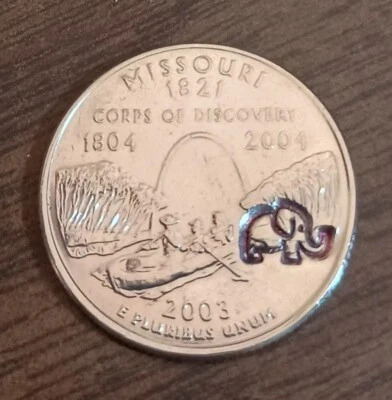 MISSOURI
1821
CORPS OF DISCOVERY
1804 2004
2003
E PLURIBUS UNUM